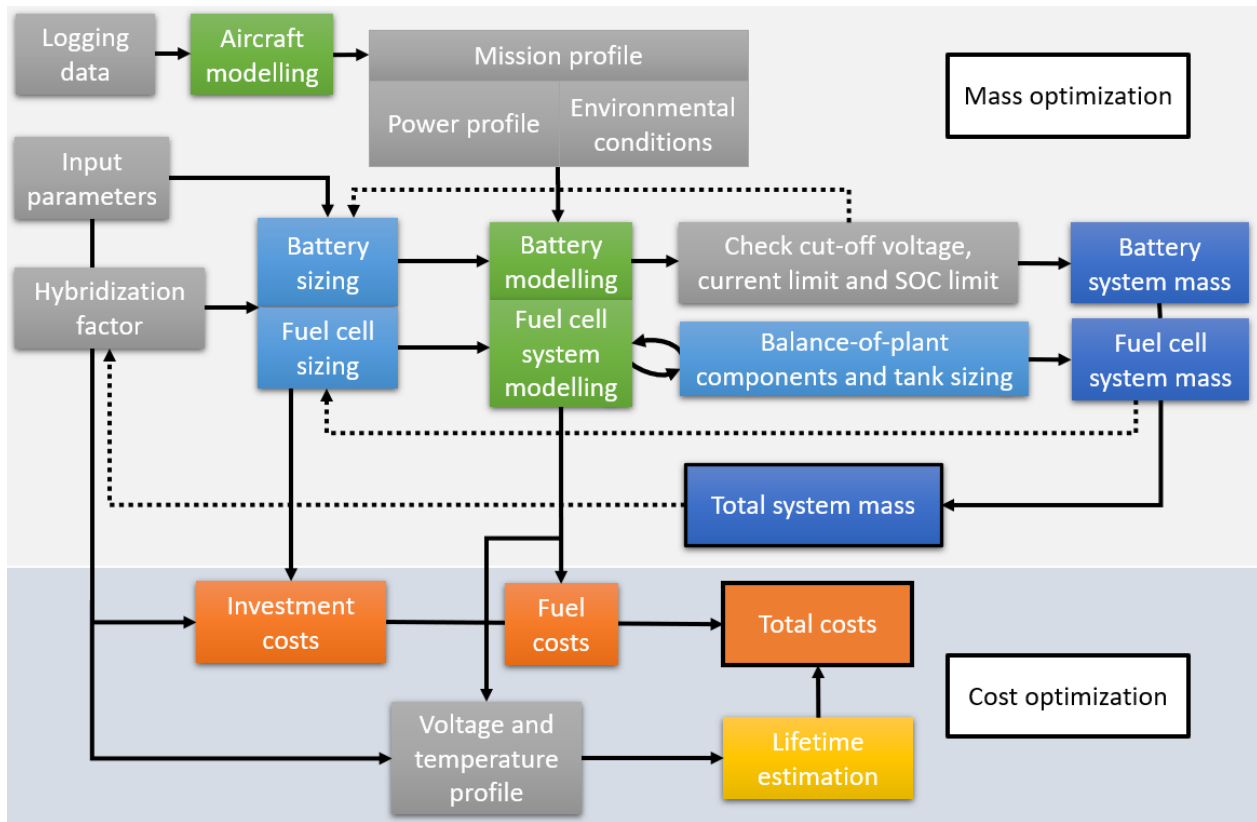 Logging
data
Aircraft
modelling
Mission profile
Power profile
Environmental
conditions
Mass optimization
Input
parameters
Hybridization
factor
Battery
sizing
Fuel cell
sizing
Battery
modelling
Fuel cell
system
modelling
Check cut-off voltage,
current limit and SOC limit
Balance-of-plant
components and tank sizing
Battery
system mass
Fuel cell
system mass
Total system mass
Investment
costs
Fuel
costs
Total costs
Cost optimization
Voltage and
temperature
profile
Lifetime
estimation